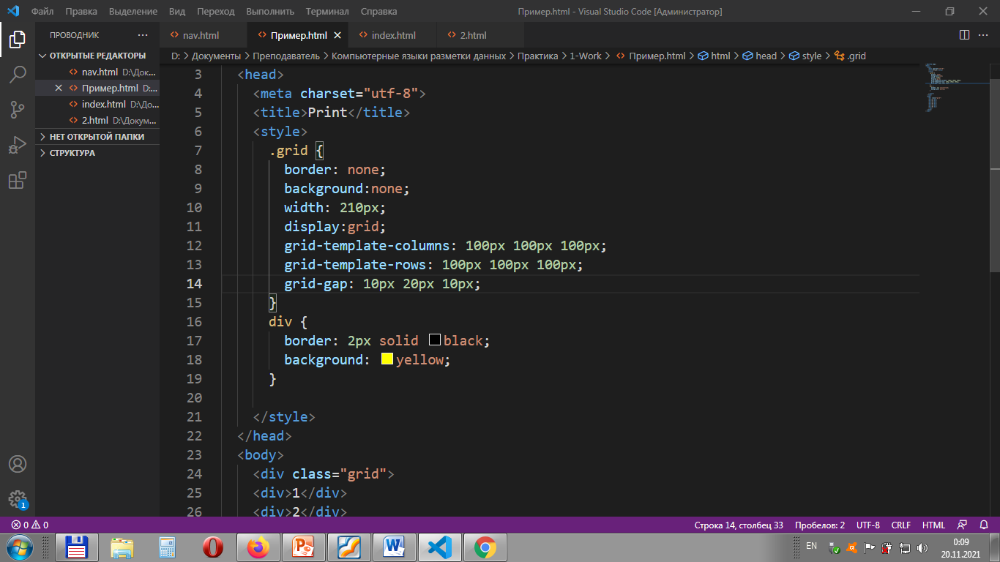 Файл Правка Выделение Вид Переход Выполнить Терминал Справка Пример.html - Visual Studio Code [Администратор]
ПРОВОДНИК ...
nav.html Пример.html index.html 2.html
ОТКРЫТЫЕ РЕДАКТОРЫ
nav.html D:\Док...
Пример.html D:...
index.html D:\До...
2.html D:\Докум...
НЕТ ОТКРЫТОЙ ПАПКИ
СТРУКТУРА
D: > Документы > Преподаватель > Компьютерные языки разметки данных > Практика > 1-Work > Пример.html > html > head > style > .grid
3 <head>
4 <meta charset="utf-8">
5 <title>Print</title>
6 <style>
7 .grid {
8 border: none;
9 background:none;
10 width: 210px;
11 display:grid;
12 grid-template-columns: 100px 100px 100px;
13 grid-template-rows: 100px 100px 100px;
14 grid-gap: 10px 20px 10px;
15 }
16 div {
17 border: 2px solid black;
18 background: yellow;
19 }
20
21 </style>
22 </head>
23 <body>
24 <div class="grid">
25 <div>1</div>
26 <div>2</div>
1
0 0 Строка 14, столбец 33 Пробелов: 2 UTF-8 CRLF HTML
EN 0:09
20.11.2021